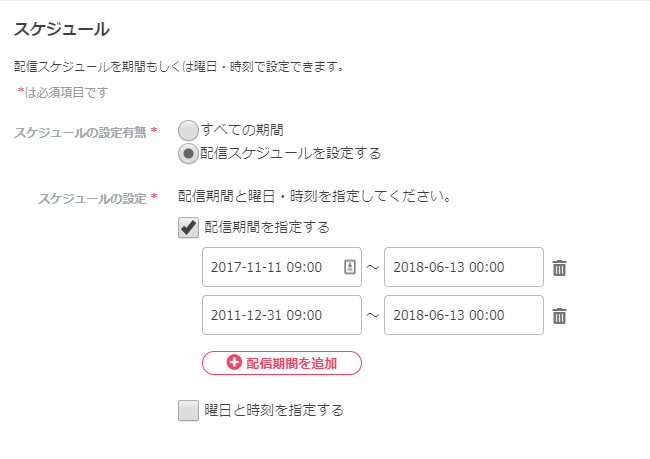 スケジュール
配信スケジュールを期間もしくは曜日・時刻で設定できます。
*は必須項目です
スケジュールの設定有無 * すべての期間
配信スケジュールを設定する
スケジュールの設定 * 配信期間と曜日・時刻を指定してください。
配信期間を指定する
2017-11-11 09:00 ～ 2018-06-13 00:00
2011-12-31 09:00 ～ 2018-06-13 00:00
配信期間を追加
曜日と時刻を指定する